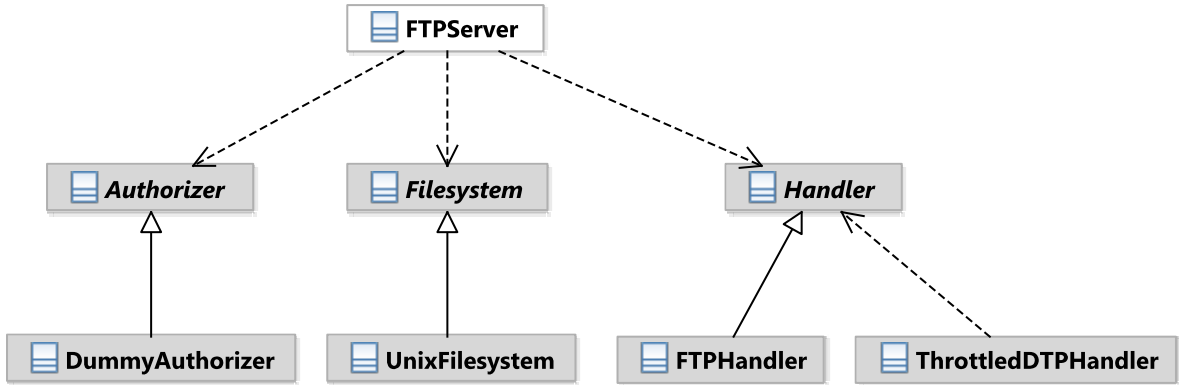 FTPServer
Authorizer
Filesystem
Handler
DummyAuthorizer
UnixFilesystem
FTPHandler
ThrottledDTPHandler